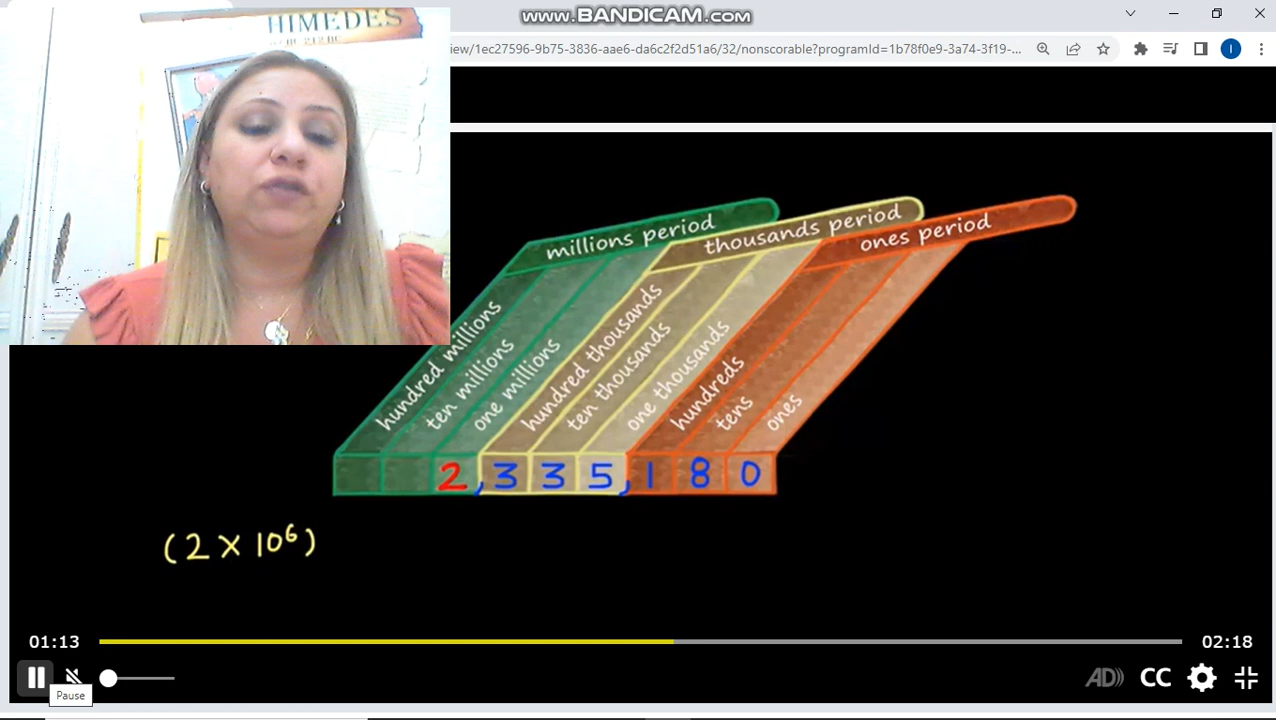 www.BANDICAM.com
HIMEDES
view/1ec27596-9b75-3836-aae6-da6c2f2d51a6/32/nonscorable?programId=1b78f0e9-3a74-3f19-...
I
millions period
thousands period
ones period
hundred millions
ten millions
one millions
hundred thousands
ten thousands
one thousands
hundreds
tens
ones
2,335,180
(2 × 10⁶)
01:13
02:18
AD
CC
Pause